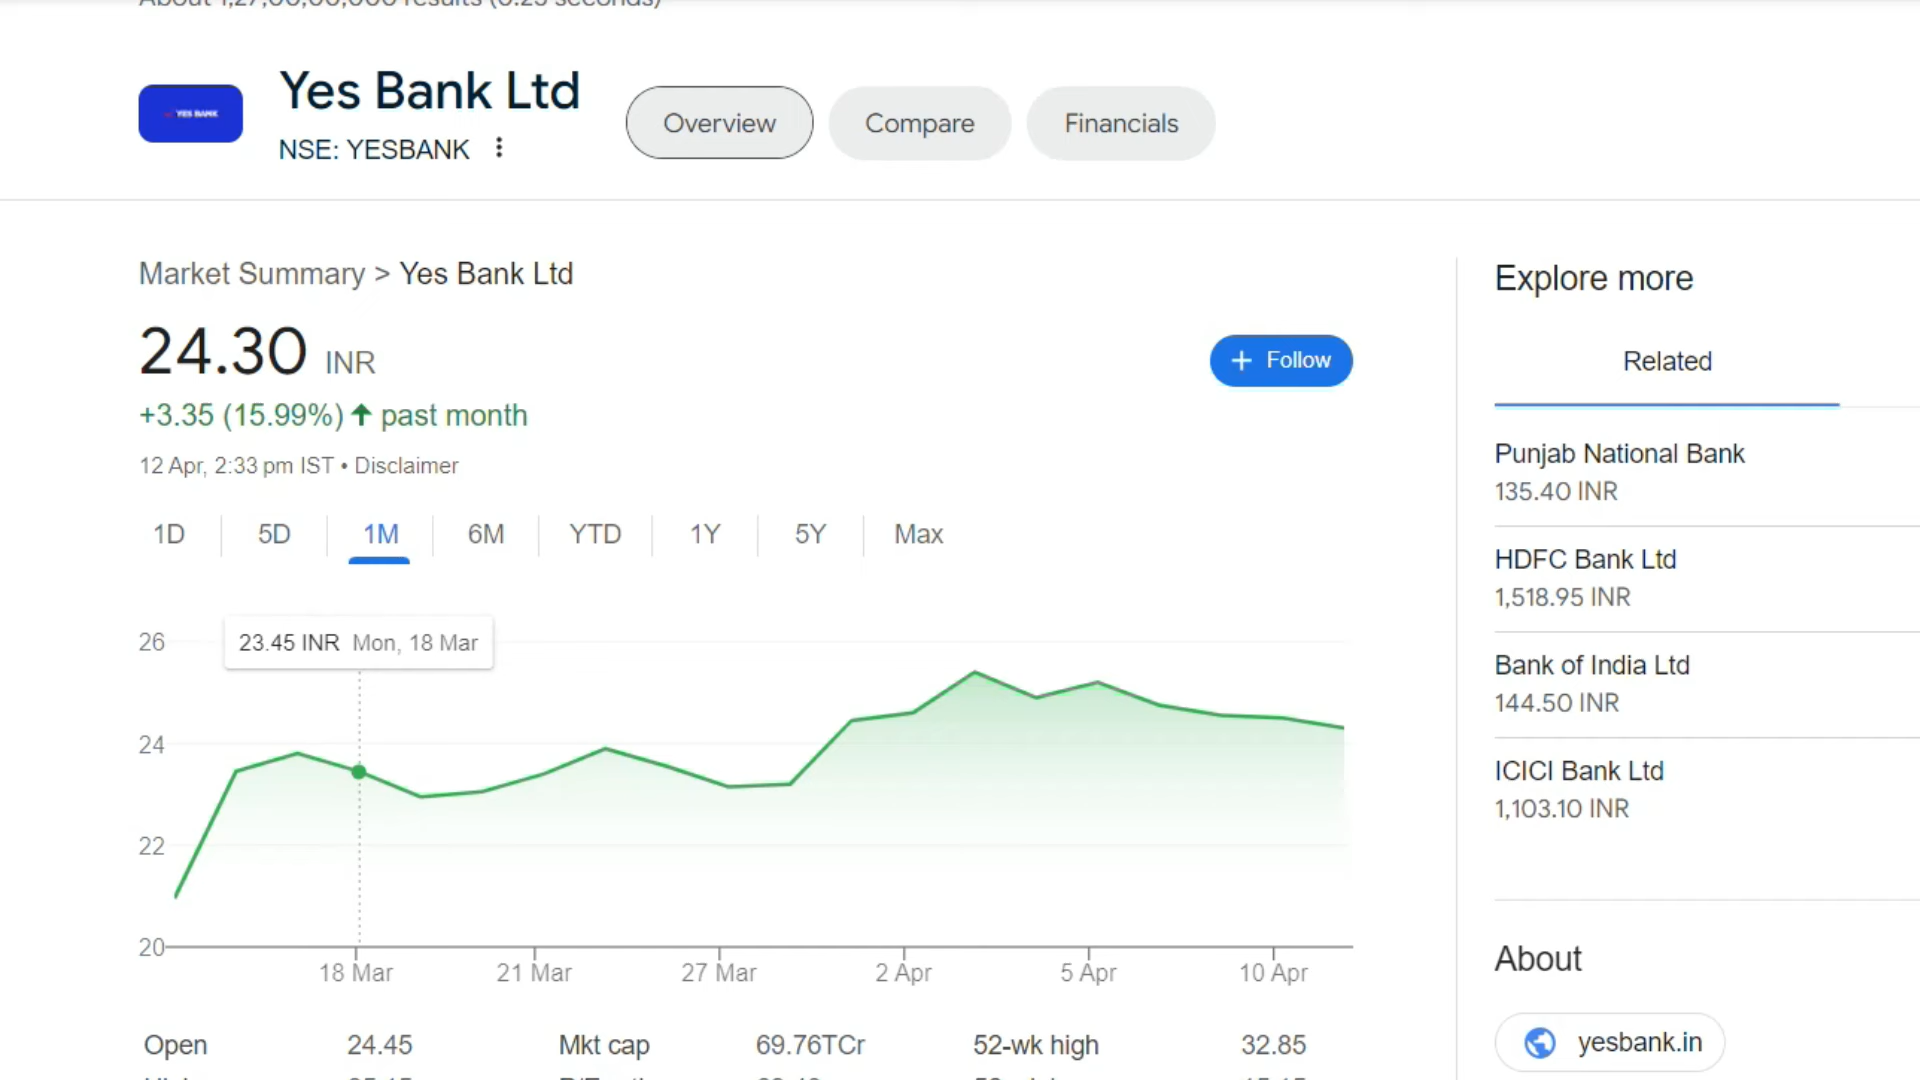 YES BANK
Yes Bank Ltd
NSE: YESBANK
Overview
Compare
Financials
Market Summary > Yes Bank Ltd
24.30 INR
+3.35 (15.99%) ↑ past month
12 Apr, 2:33 pm IST • Disclaimer
+ Follow
1D 5D 1M 6M YTD 1Y 5Y Max
23.45 INR Mon, 18 Mar
26
24
22
20
18 Mar 21 Mar 27 Mar 2 Apr 5 Apr 10 Apr
Open 24.45 Mkt cap 69.76TCr 52-wk high 32.85
Explore more
Related
Punjab National Bank
135.40 INR
HDFC Bank Ltd
1,518.95 INR
Bank of India Ltd
144.50 INR
ICICI Bank Ltd
1,103.10 INR
About
yesbank.in